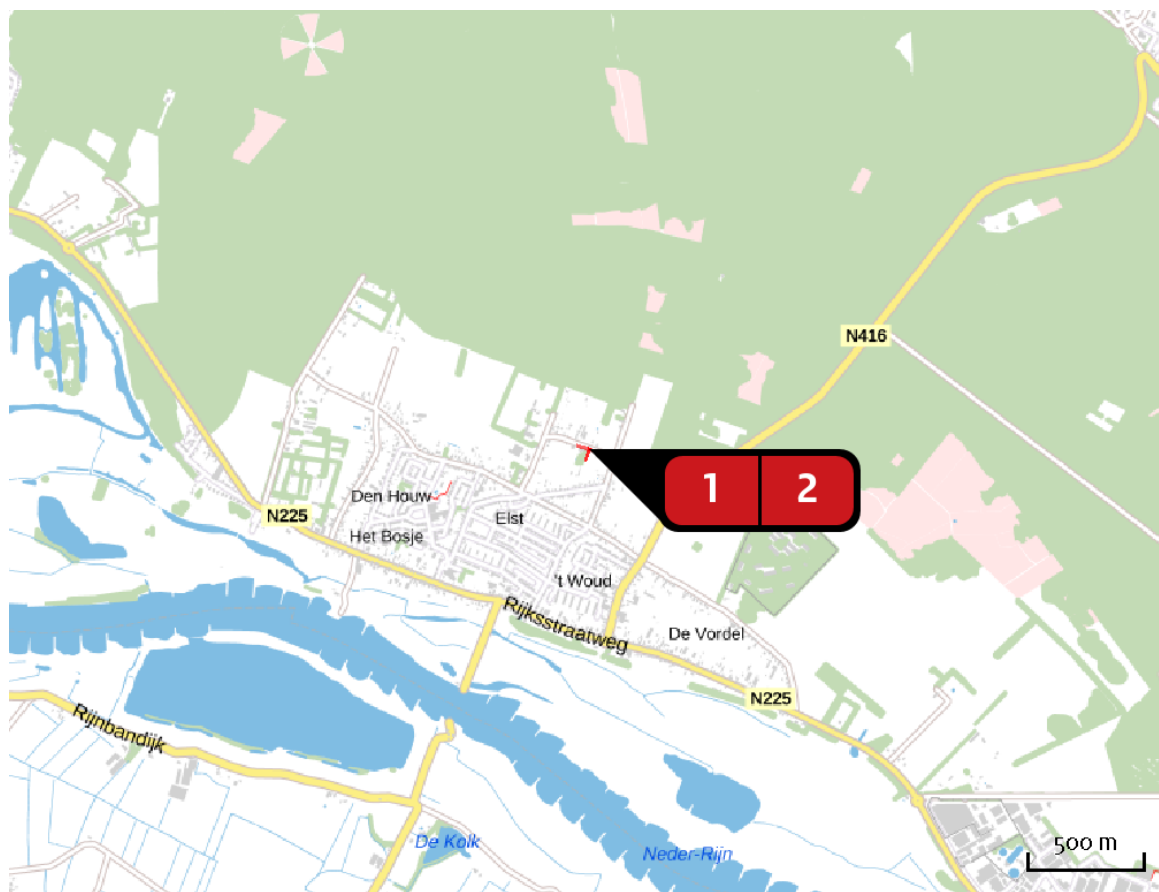 N416
1 2
Den Houw
N225
Elst
Het Bosje
't Woud
Rijksstraatweg
De Vordel
N225
Rijnbandijk
De Kolk
Neder-Rijn
500 m